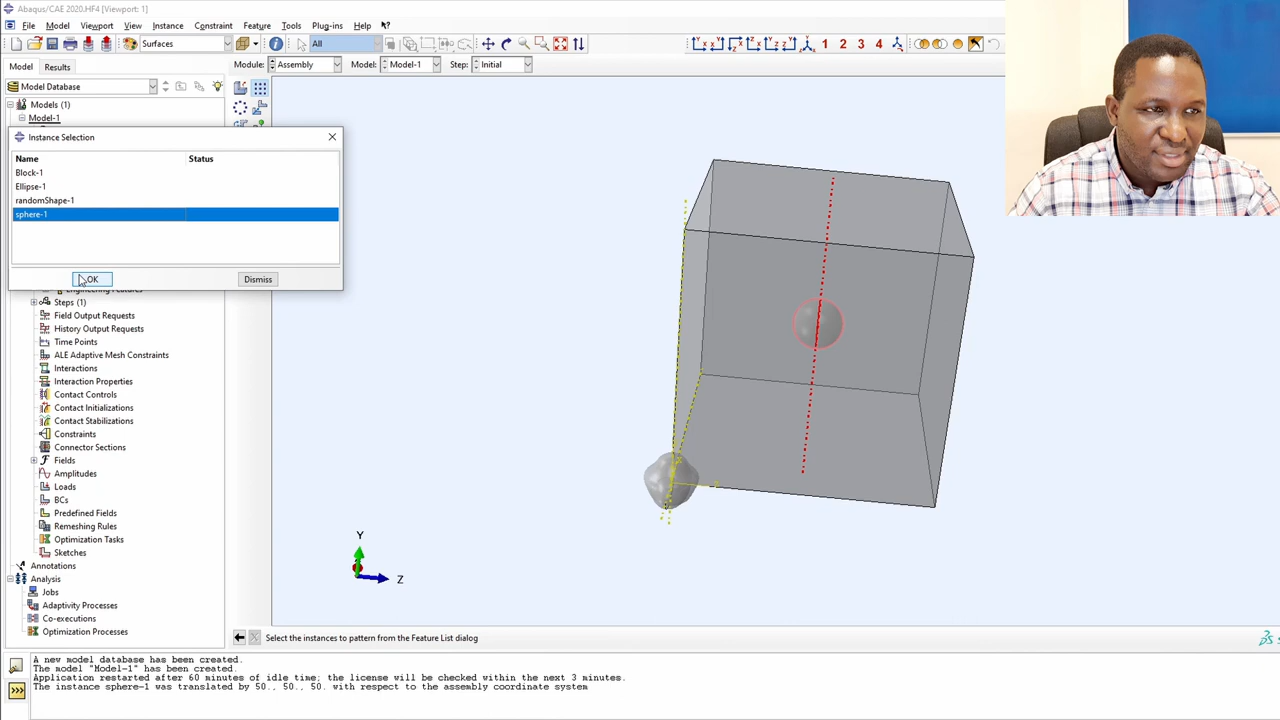 Abaqus/CAE 2020.HF4 [Viewport: 1]
File Model Viewport View Instance Constraint Feature Tools Plug-ins Help
Surfaces All 1 2 3 4
Model Results Module: Assembly Model: Model-1 Step: Initial
Model Database
Models (1)
Model-1
Instance Selection
Name Status
Block-1
Ellipse-1
randomShape-1
sphere-1
OK Dismiss
Engineering Features
Steps (1)
Field Output Requests
History Output Requests
Time Points
ALE Adaptive Mesh Constraints
Interactions
Interaction Properties
Contact Controls
Contact Initializations
Contact Stabilizations
Constraints
Connector Sections
Fields
Amplitudes
Loads
BCs
Predefined Fields
Remeshing Rules
Optimization Tasks
Sketches
Annotations
Analysis
Jobs
Adaptivity Processes
Co-executions
Optimization Processes
Y
Z
Select the instances to pattern from the Feature List dialog
A new model database has been created.
The model "Model-1" has been created.
Application restarted after 60 minutes of idle time; the license will be checked within the next 3 minutes.
The instance sphere-1 was translated by 50., 50., 50. with respect to the assembly coordinate system
>>>